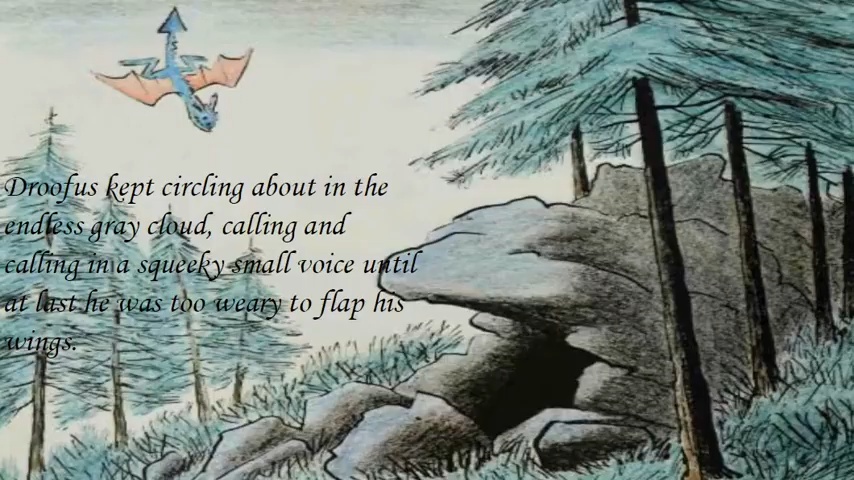 Droofus kept circling about in the
endless gray cloud, calling and
calling in a squeeky small voice until
at last he was too weary to flap his
wings.